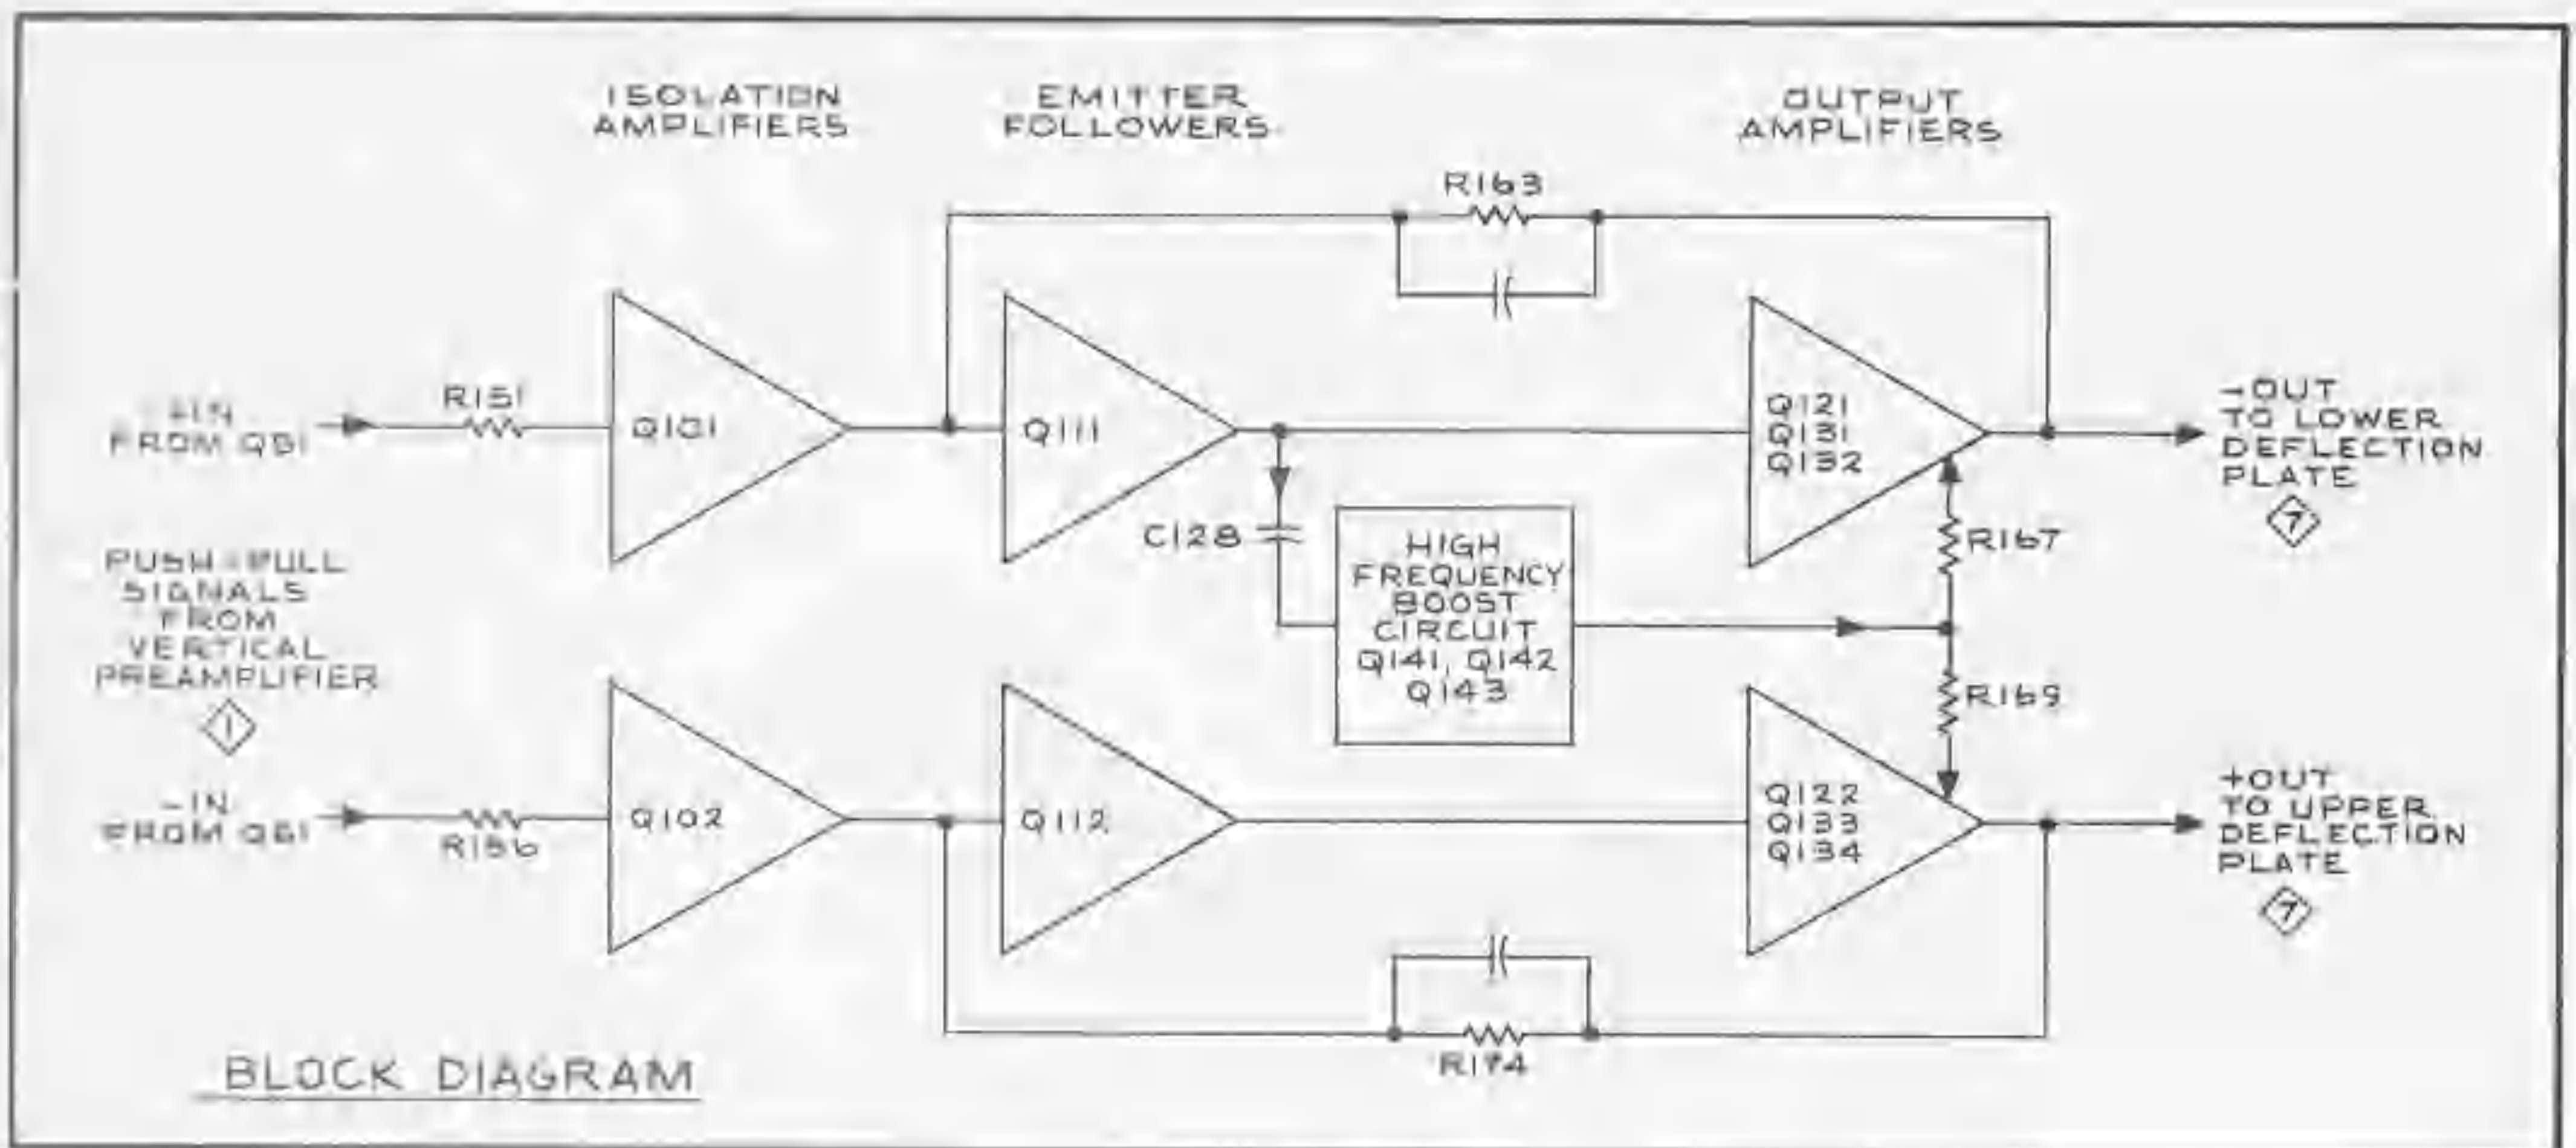 ISOLATION
AMPLIFIERS
EMITTER
FOLLOWERS
OUTPUT
AMPLIFIERS
R163
+IN
FROM
R151
Q101
Q111
Q121
Q131
Q132
-OUT
TO LOWER
DEFLECTION
PLATE
7
C128
HIGH
FREQUENCY
BOOST
CIRCUIT
Q141, Q142
Q143
R167
R169
PUSH-PULL
SIGNALS
FROM
VERTICAL
PREAMPLIFIER
1
-IN
FROM
R156
Q102
Q112
Q122
Q133
Q134
+OUT
TO UPPER
DEFLECTION
PLATE
7
R174
BLOCK DIAGRAM